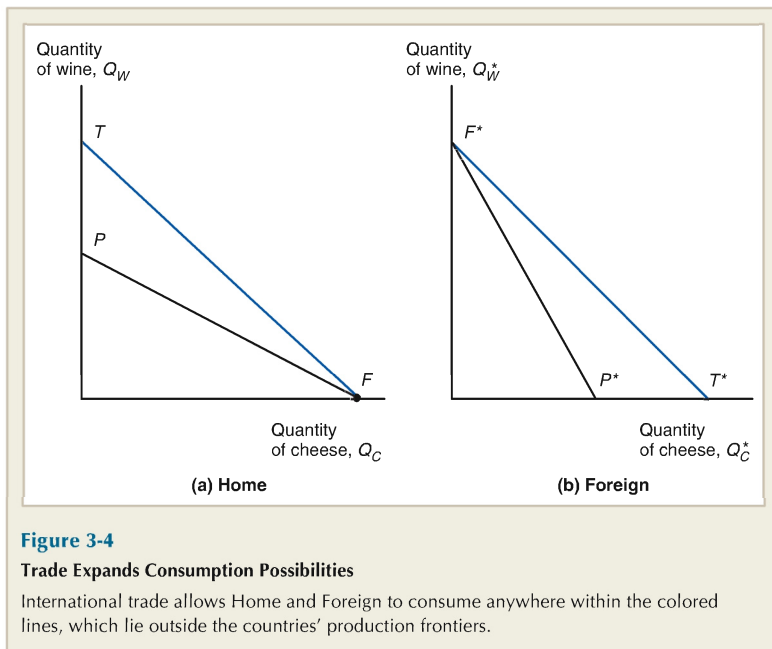 Quantity
of wine, Q_W
T
P
F
Quantity
of cheese, Q_C
(a) Home
Quantity
of wine, Q*_W
F*
P*
T*
Quantity
of cheese, Q*_C
(b) Foreign
Figure 3-4
Trade Expands Consumption Possibilities
International trade allows Home and Foreign to consume anywhere within the colored
lines, which lie outside the countries' production frontiers.